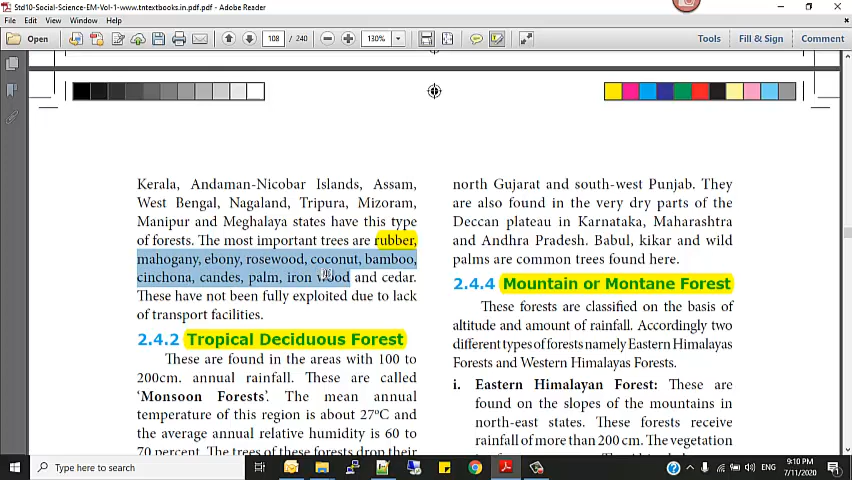 Std10-Social-Science-EM-Vol-1-www.tntextbooks.in.pdf.pdf - Adobe Reader
File Edit View Window Help
Open
108 / 240
130%
Tools
Fill & Sign
Comment
Kerala, Andaman-Nicobar Islands, Assam,
West Bengal, Nagaland, Tripura, Mizoram,
Manipur and Meghalaya states have this type
of forests. The most important trees are rubber,
mahogany, ebony, rosewood, coconut, bamboo,
cinchona, candes, palm, iron wood and cedar.
These have not been fully exploited due to lack
of transport facilities.
2.4.2 Tropical Deciduous Forest
These are found in the areas with 100 to
200cm. annual rainfall. These are called
‘Monsoon Forests’. The mean annual
temperature of this region is about 27°C and
the average annual relative humidity is 60 to
70 percent. The trees of these forests drop their
north Gujarat and south-west Punjab. They
are also found in the very dry parts of the
Deccan plateau in Karnataka, Maharashtra
and Andhra Pradesh. Babul, kikar and wild
palms are common trees found here.
2.4.4 Mountain or Montane Forest
These forests are classified on the basis of
altitude and amount of rainfall. Accordingly two
different types of forests namely Eastern Himalayas
Forests and Western Himalayas Forests.
i. Eastern Himalayan Forest: These are
found on the slopes of the mountains in
north-east states. These forests receive
rainfall of more than 200 cm. The vegetation
Type here to search
ENG
9:10 PM
7/11/2020